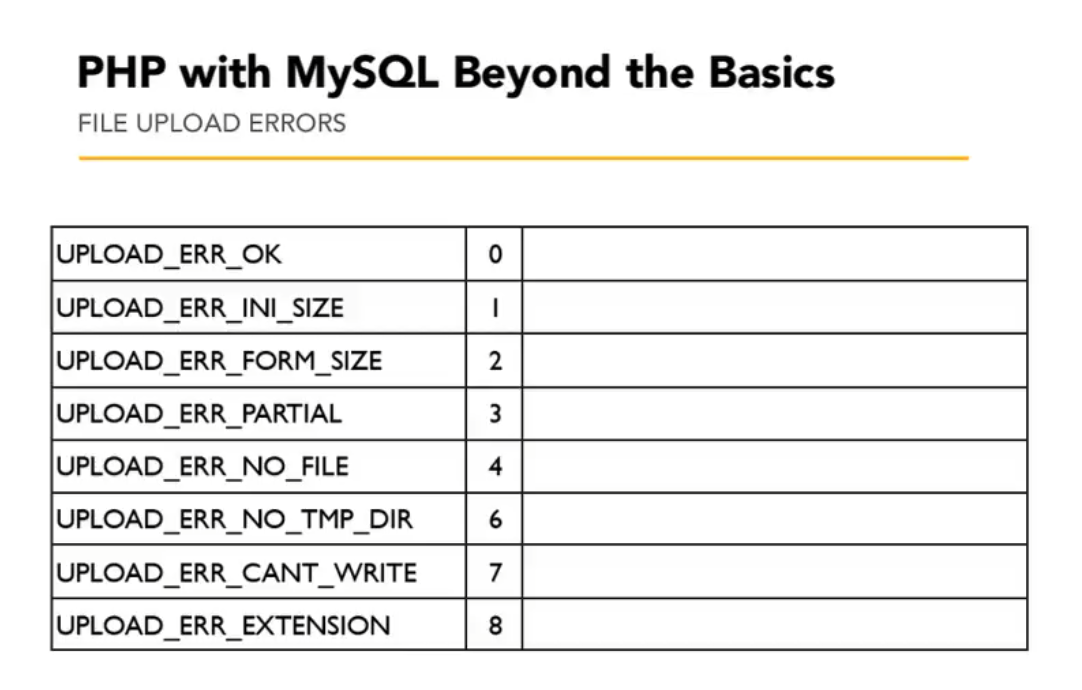 PHP with MySQL Beyond the Basics
FILE UPLOAD ERRORS
UPLOAD_ERR_OK 0
UPLOAD_ERR_INI_SIZE 1
UPLOAD_ERR_FORM_SIZE 2
UPLOAD_ERR_PARTIAL 3
UPLOAD_ERR_NO_FILE 4
UPLOAD_ERR_NO_TMP_DIR 6
UPLOAD_ERR_CANT_WRITE 7
UPLOAD_ERR_EXTENSION 8